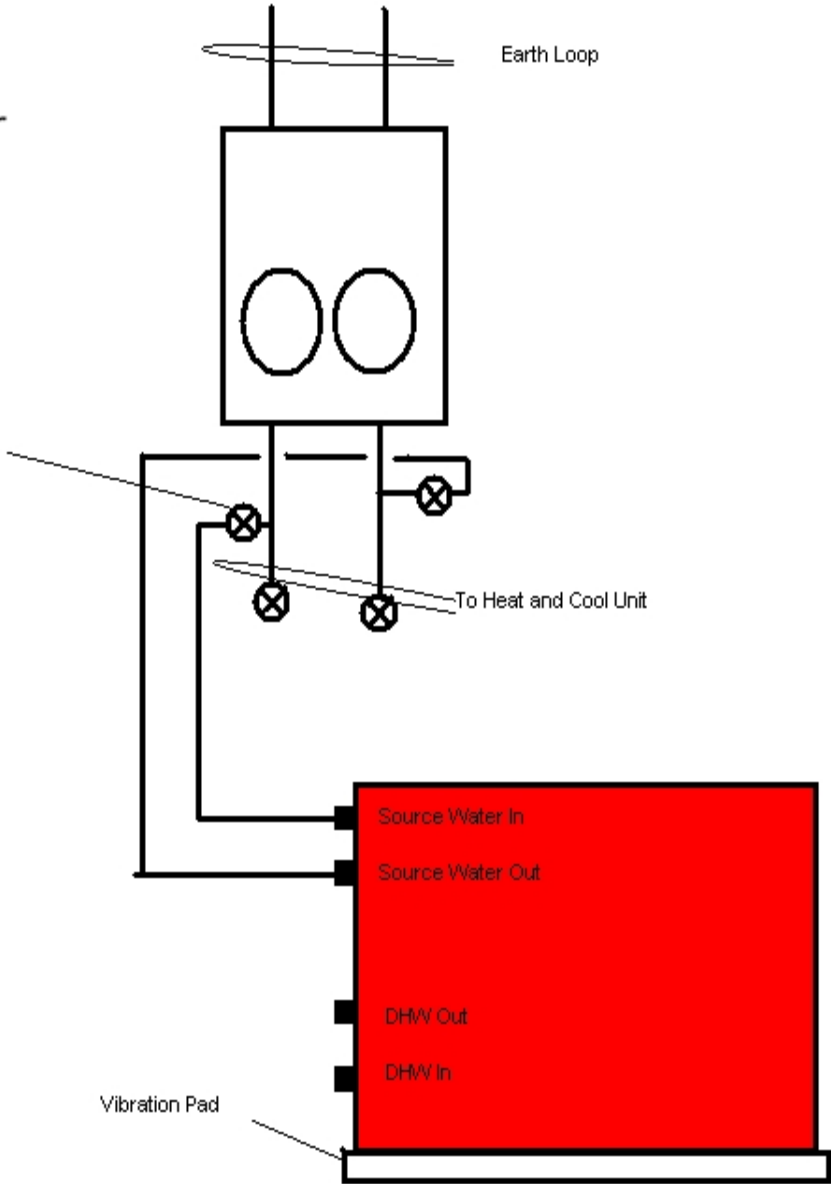 Earth Loop
To Heat and Cool Unit
Source Water In
Source Water Out
DHW Out
DHW In
Vibration Pad